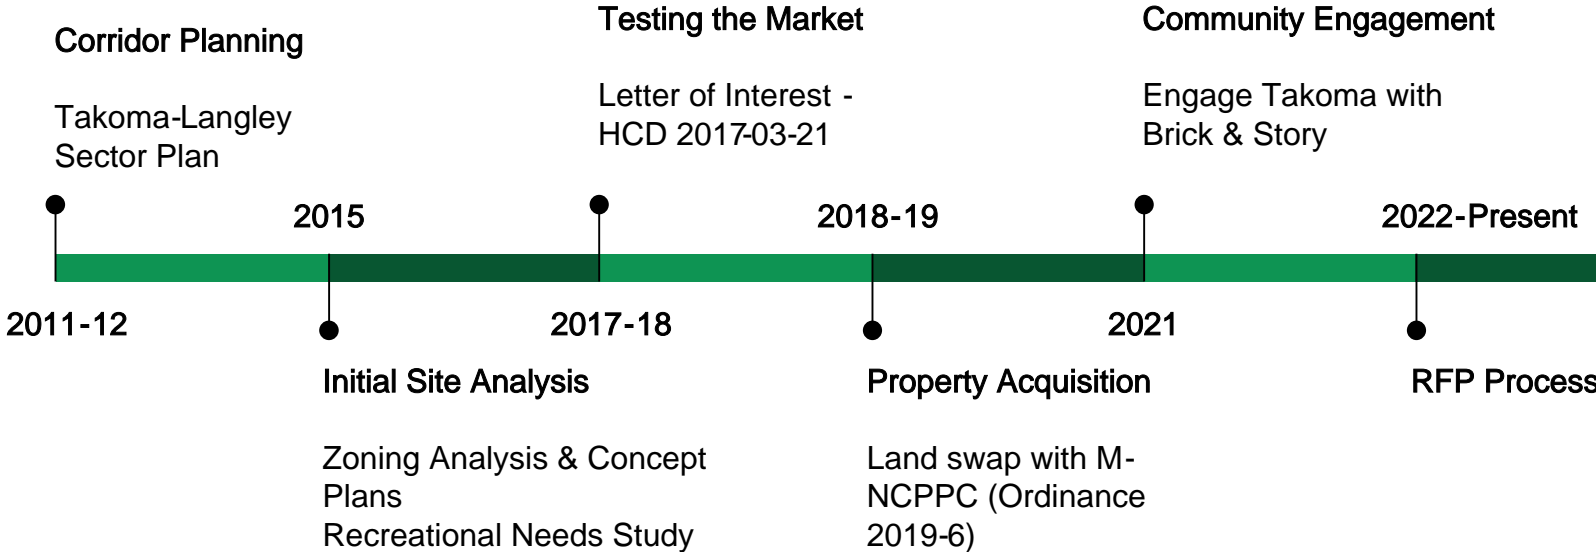 Corridor Planning
Takoma-Langley
Sector Plan
2011-12
2015
Initial Site Analysis
Zoning Analysis & Concept
Plans
Recreational Needs Study
Testing the Market
Letter of Interest -
HCD 2017-03-21
2017-18
2018-19
Property Acquisition
Land swap with M-
NCPPC (Ordinance
2019-6)
Community Engagement
Engage Takoma with
Brick & Story
2021
2022-Present
RFP Process